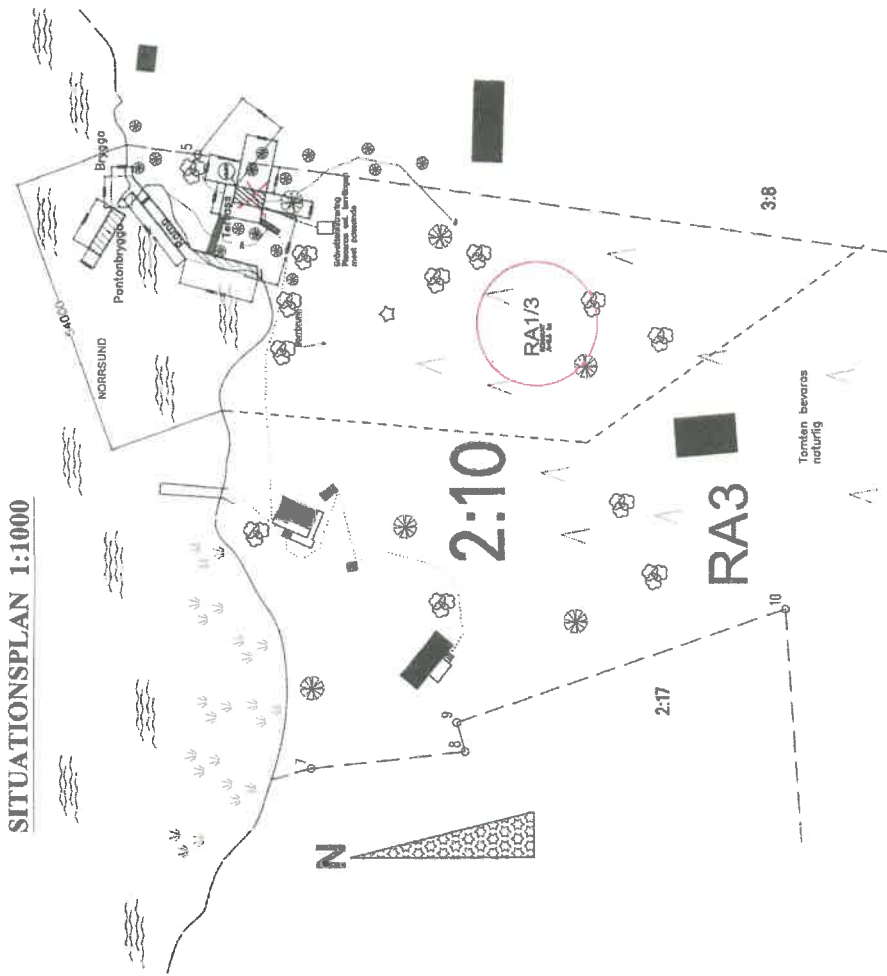 SITUATIONSPLAN 1:1000
N
NORRSUND
Pontonbrygga
Brygga
Ramp
5
7
8
9
10
2:10
RA3
RA1/3
2:17
3:8
Tomten bevaras
naturlig